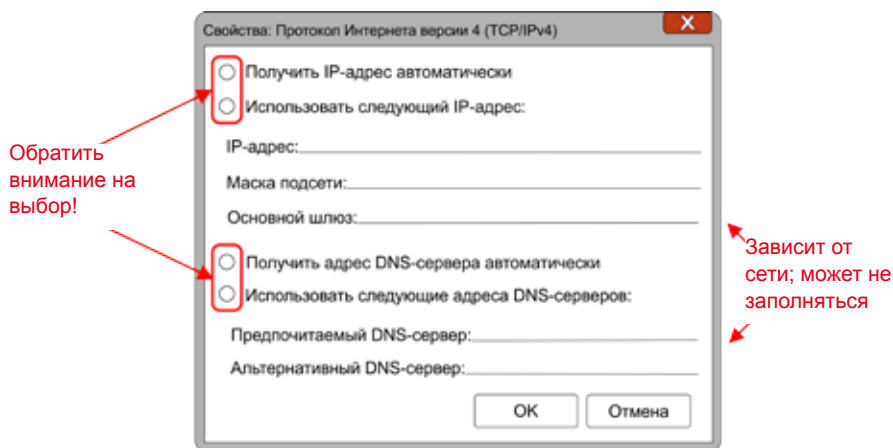 Свойства: Протокол Интернета версии 4 (TCP/IPv4)
X
Получить IP-адрес автоматически
Использовать следующий IP-адрес:
IP-адрес:
Маска подсети:
Основной шлюз:
Обратить
внимание на
выбор!
Получить адрес DNS-сервера автоматически
Использовать следующие адреса DNS-серверов:
Предпочитаемый DNS-сервер:
Альтернативный DNS-сервер:
Зависит от
сети; может не
заполняться
OK
Отмена